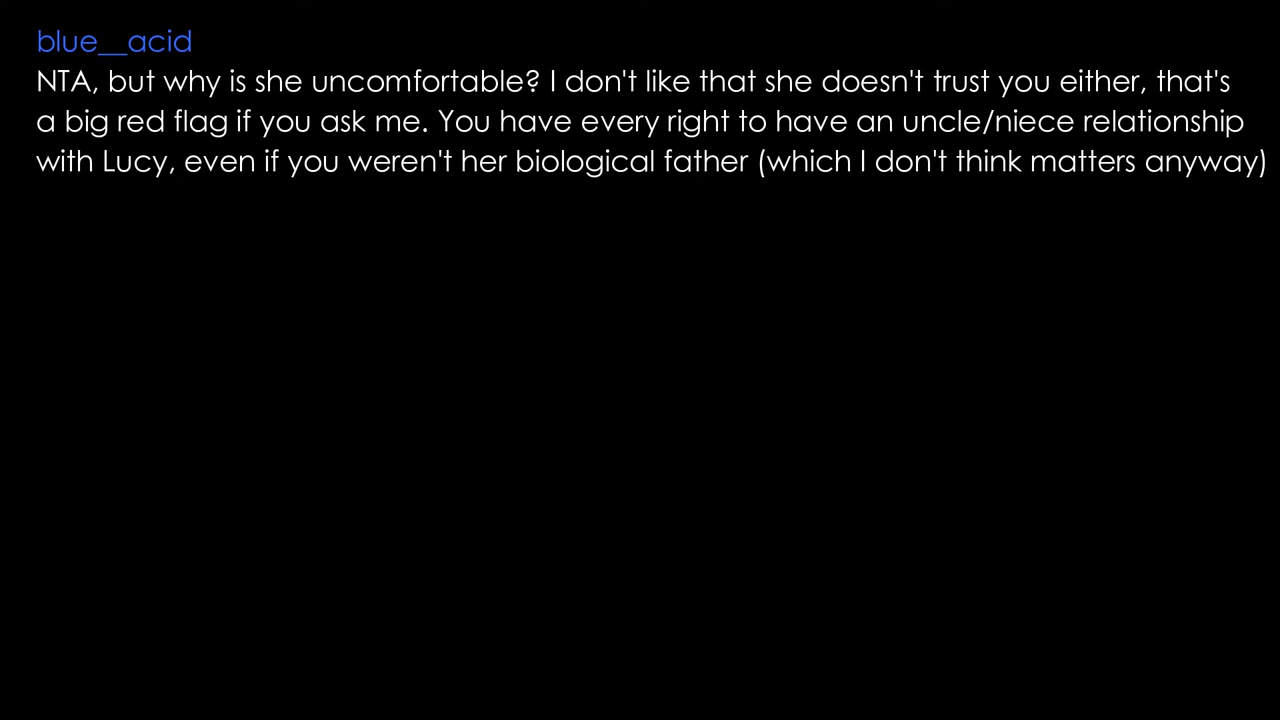 blue__acid
NTA, but why is she uncomfortable? I don't like that she doesn't trust you either, that's
a big red flag if you ask me. You have every right to have an uncle/niece relationship
with Lucy, even if you weren't her biological father (which I don't think matters anyway)